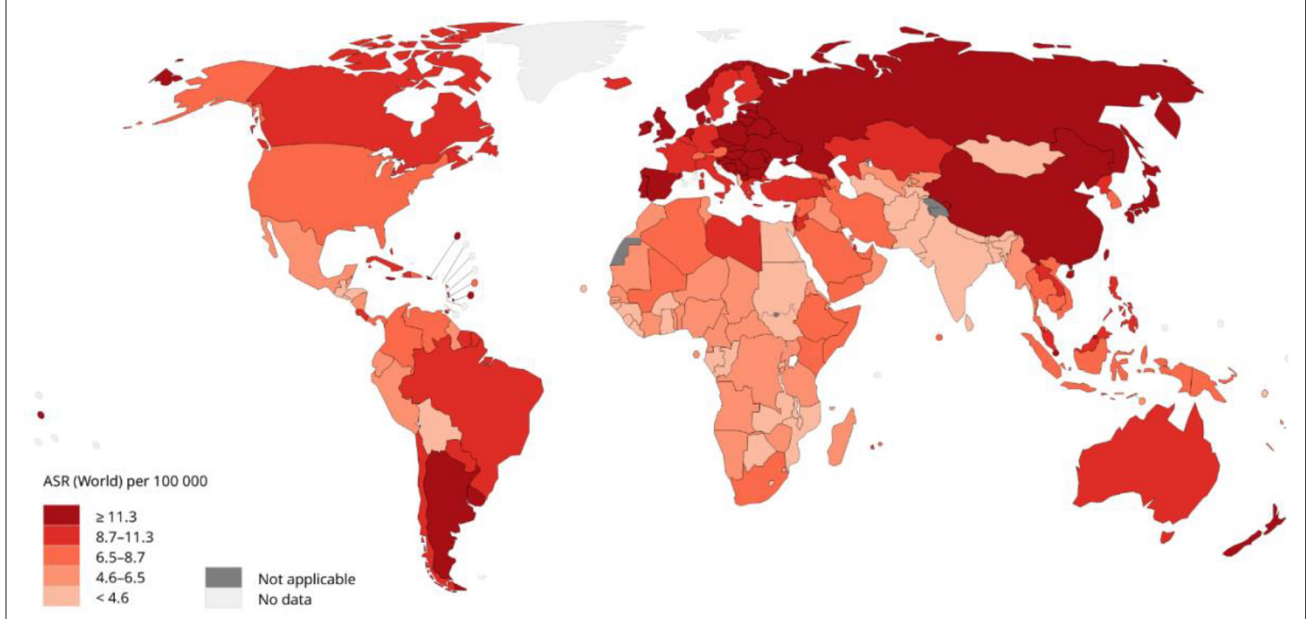 ASR (World) per 100 000
≥ 11.3
8.7–11.3
6.5–8.7
4.6–6.5
< 4.6
Not applicable
No data